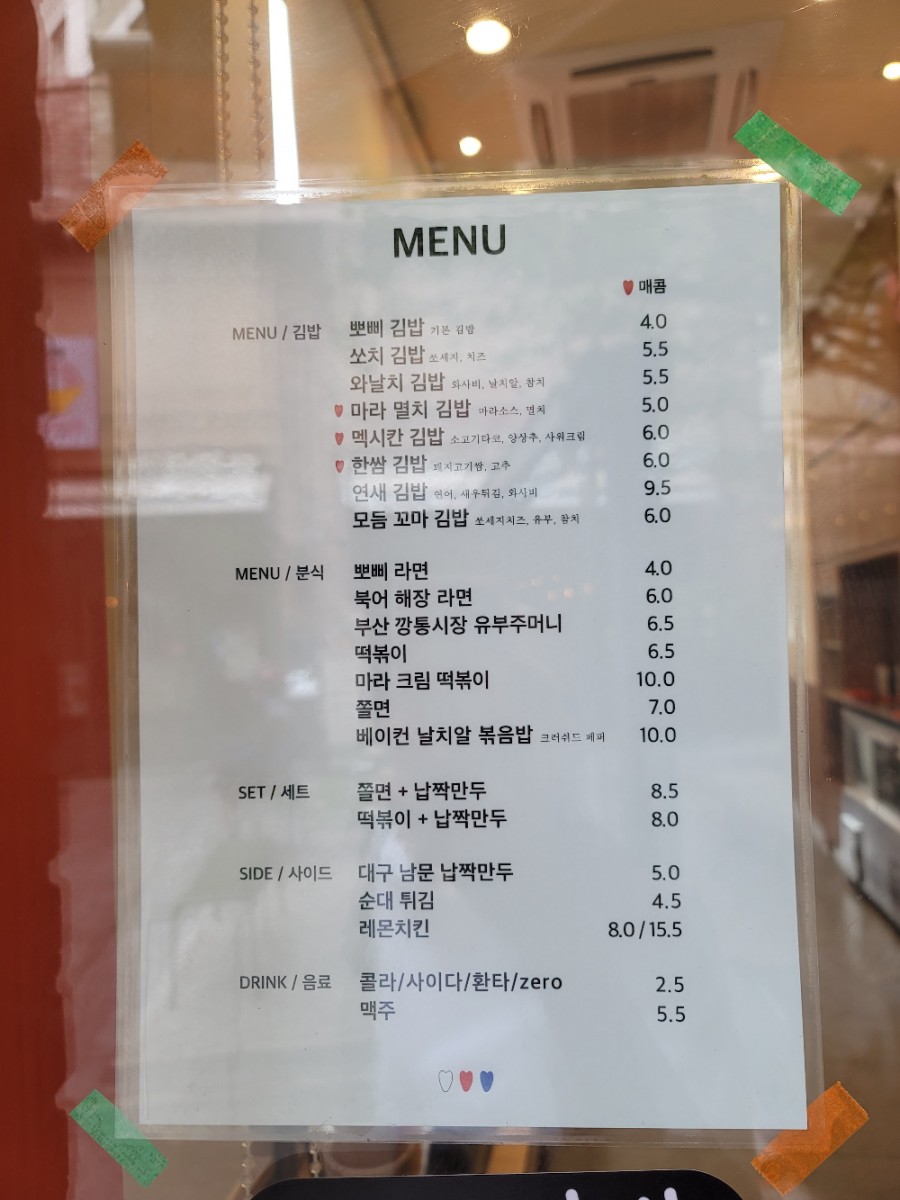 MENU
매콤
MENU / 김밥 뽀삐 김밥 기본 김밥 4.0
쏘치 김밥 쏘세지, 치즈 5.5
와날치 김밥 와사비, 날치알, 참치 5.5
마라 멸치 김밥 마라소스, 멸치 5.0
멕시칸 김밥 소고기타코, 양상추, 사워크림 6.0
한쌈 김밥 돼지고기쌈, 고추 6.0
연새 김밥 연어, 새우튀김, 와시비 9.5
모듬 꼬마 김밥 쏘세지치즈, 유부, 참치 6.0
MENU / 분식 뽀삐 라면 4.0
북어 해장 라면 6.0
부산 깡통시장 유부주머니 6.5
떡볶이 6.5
마라 크림 떡볶이 10.0
쫄면 7.0
베이컨 날치알 볶음밥 크러쉬드 페퍼 10.0
SET / 세트 쫄면 + 납짝만두 8.5
떡볶이 + 납짝만두 8.0
SIDE / 사이드 대구 남문 납짝만두 5.0
순대 튀김 4.5
레몬치킨 8.0 / 15.5
DRINK / 음료 콜라/사이다/환타/zero 2.5
맥주 5.5